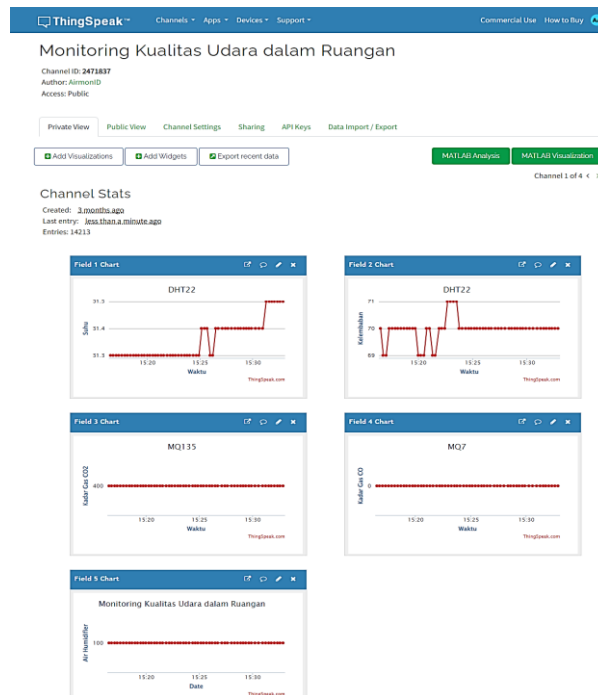 ThingSpeak™ Channels Apps Devices Support Commercial Use How to Buy
Monitoring Kualitas Udara dalam Ruangan
Channel ID: 2471837
Author: AirmonID
Access: Public
Private View Public View Channel Settings Sharing API Keys Data Import / Export
Add Visualizations Add Widgets Export recent data MATLAB Analysis MATLAB Visualization
Channel 1 of 4 <
Channel Stats
Created: 3 months ago
Last entry: less than a minute ago
Entries: 14213
Field 1 Chart
DHT22
Suhu
31.5
31.4
31.3
15:20 15:25 15:30
Waktu
ThingSpeak.com
Field 2 Chart
DHT22
Kelembaban
71
70
69
15:20 15:25 15:30
Waktu
ThingSpeak.com
Field 3 Chart
MQ135
Kadar Gas CO2
400
15:20 15:25 15:30
Waktu
ThingSpeak.com
Field 4 Chart
MQ7
Kadar Gas CO
0
15:20 15:25 15:30
Waktu
ThingSpeak.com
Field 5 Chart
Monitoring Kualitas Udara dalam Ruangan
Air Humidifier
100
15:20 15:25 15:30
Date
ThingSpeak.com